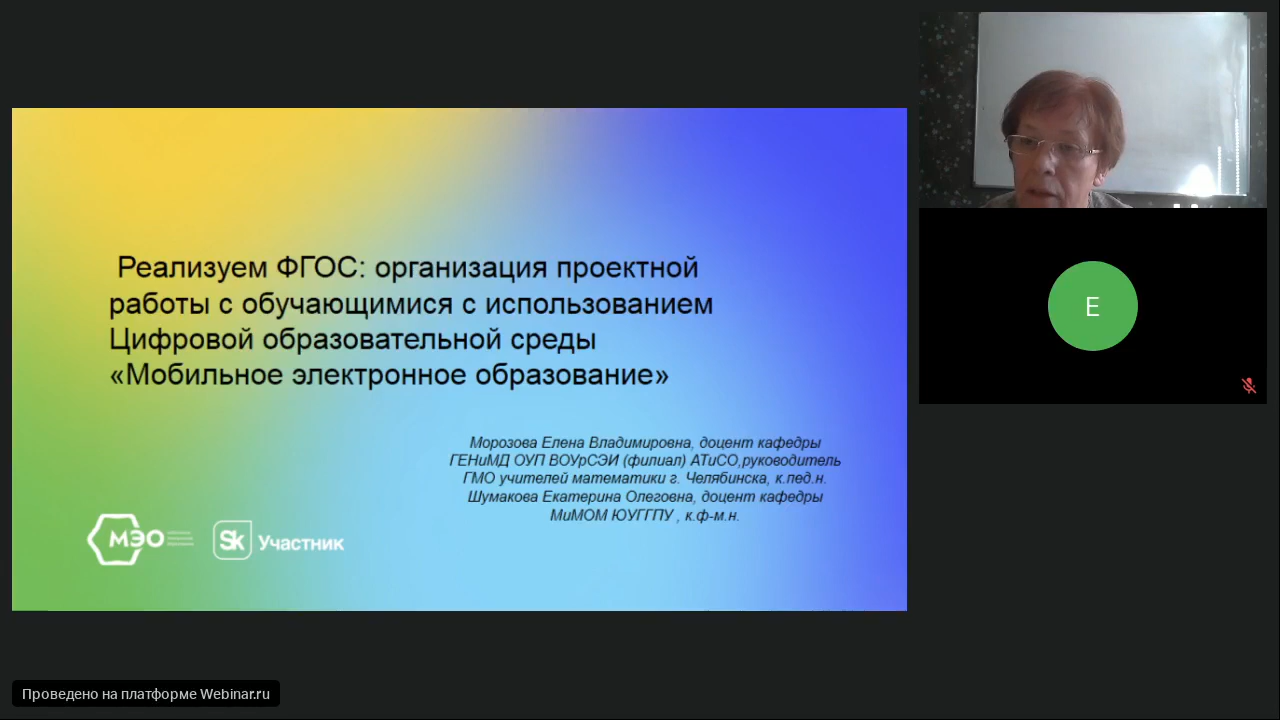 Реализуем ФГОС: организация проектной
работы с обучающимися с использованием
Цифровой образовательной среды
«Мобильное электронное образование»
Морозова Елена Владимировна, доцент кафедры
ГЕНиМД ОУП ВОУрСЭИ (филиал) АТиСО,руководитель
ГМО учителей математики г. Челябинска, к.пед.н.
Шумакова Екатерина Олеговна, доцент кафедры
МиМОМ ЮУГГПУ , к.ф-м.н.
МЭО
Sk Участник
E
Проведено на платформе Webinar.ru